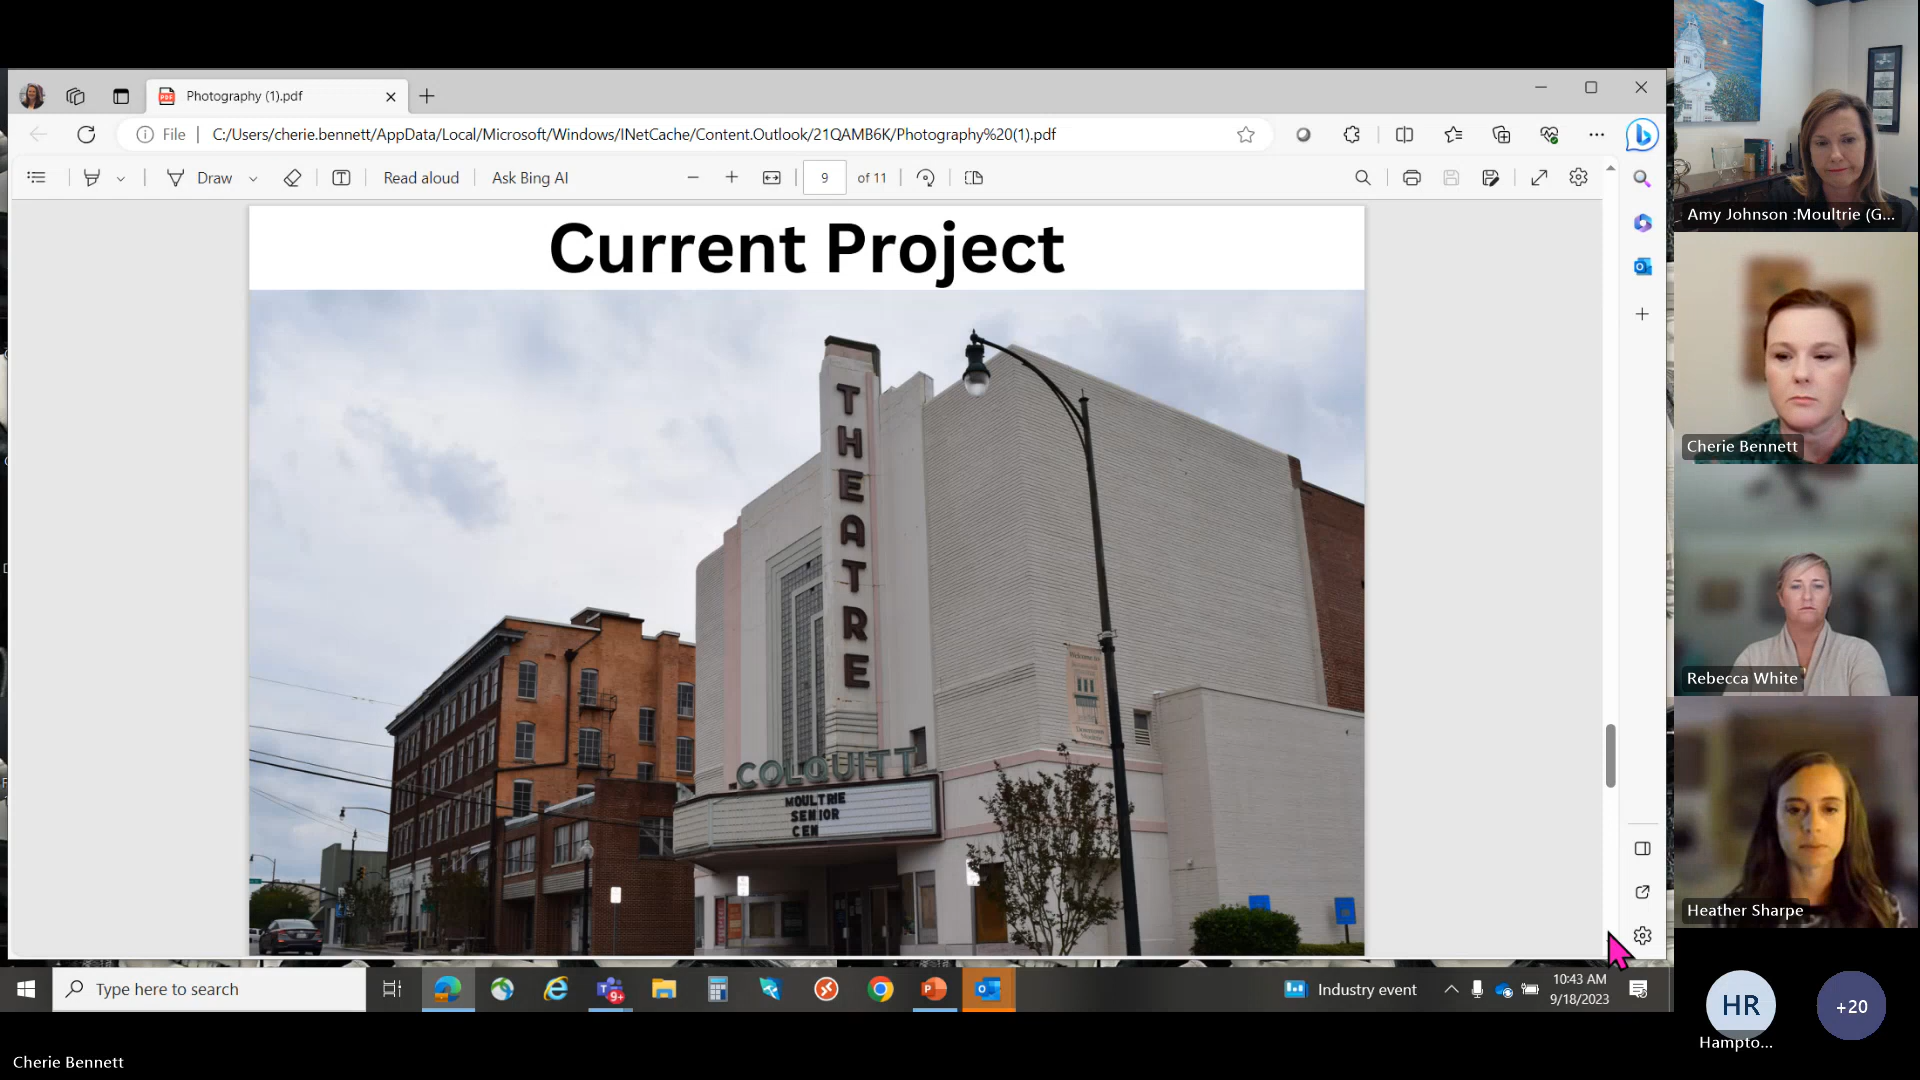 Photography (1).pdf
File
C:/Users/cherie.bennett/AppData/Local/Microsoft/Windows/INetCache/Content.Outlook/21QAMB6K/Photography%20(1).pdf
Draw
Read aloud
Ask Bing AI
9 of 11
Current Project
THEATRE
Welcome to
COLQUITT
MOULTRIE
SENIOR
CEN
Type here to search
9+
Industry event
10:43 AM
9/18/2023
Amy Johnson :Moultrie (G...
Cherie Bennett
Rebecca White
Heather Sharpe
HR
Hampto...
+20
Cherie Bennett